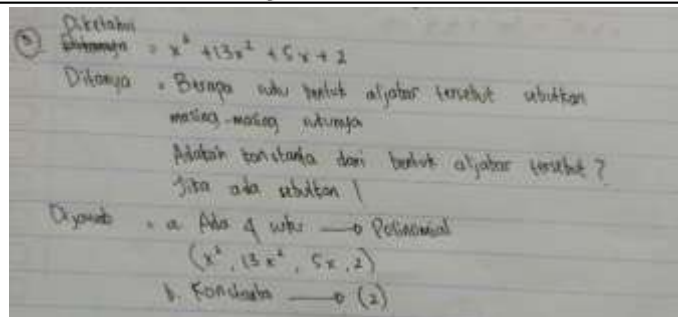 Diketahui
③ Ditanya = x³ + 13x² + 5x + 2
Ditanya = Berapa suku bentuk aljabar tersebut sebutkan
masing-masing sukunya
Adakah konstanta dari bentuk aljabar tersebut?
Jika ada sebutkan!
Dijawab = a. Ada 4 suku → Polinomial
(x³, 13x², 5x, 2)
b. Konstanta → (2)